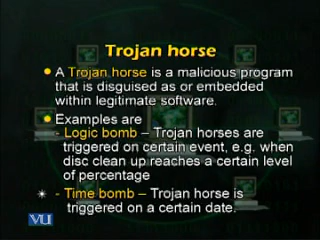 Trojan horse
A Trojan horse is a malicious program
that is disguised as or embedded
within legitimate software.
Examples are
- Logic bomb – Trojan horses are
triggered on certain event, e.g. when
disc clean up reaches a certain level
of percentage
- Time bomb – Trojan horse is
triggered on a certain date.
VU